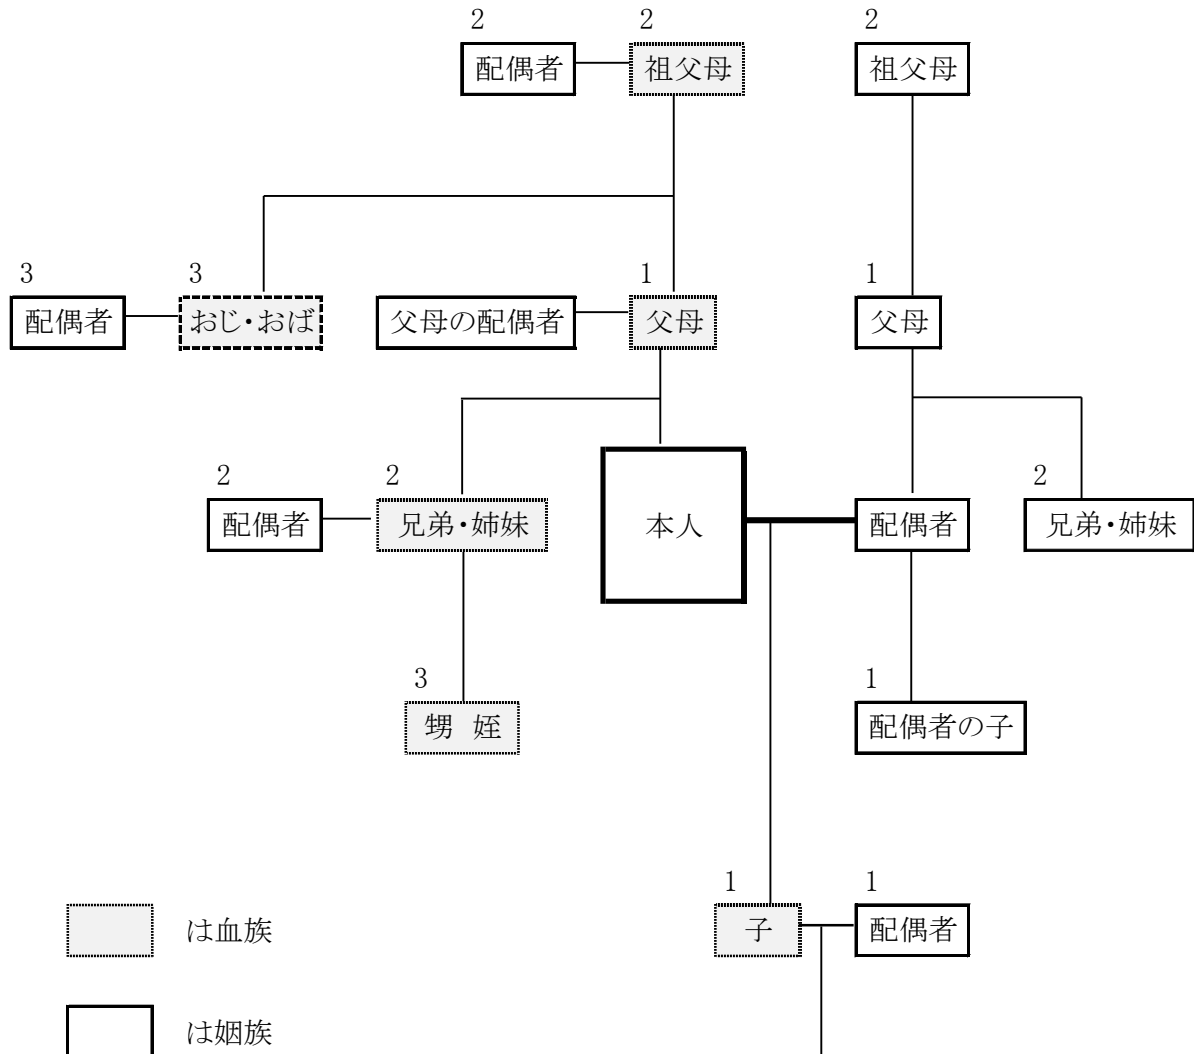 2 2 2
配偶者 祖父母 祖父母
3 3 1 1
配偶者 おじ・おば 父母の配偶者 父母 父母
2 2 2
配偶者 兄弟・姉妹 本人 配偶者 兄弟・姉妹
3 1
甥 姪 配偶者の子
1 1
は血族 子 配偶者
は姻族